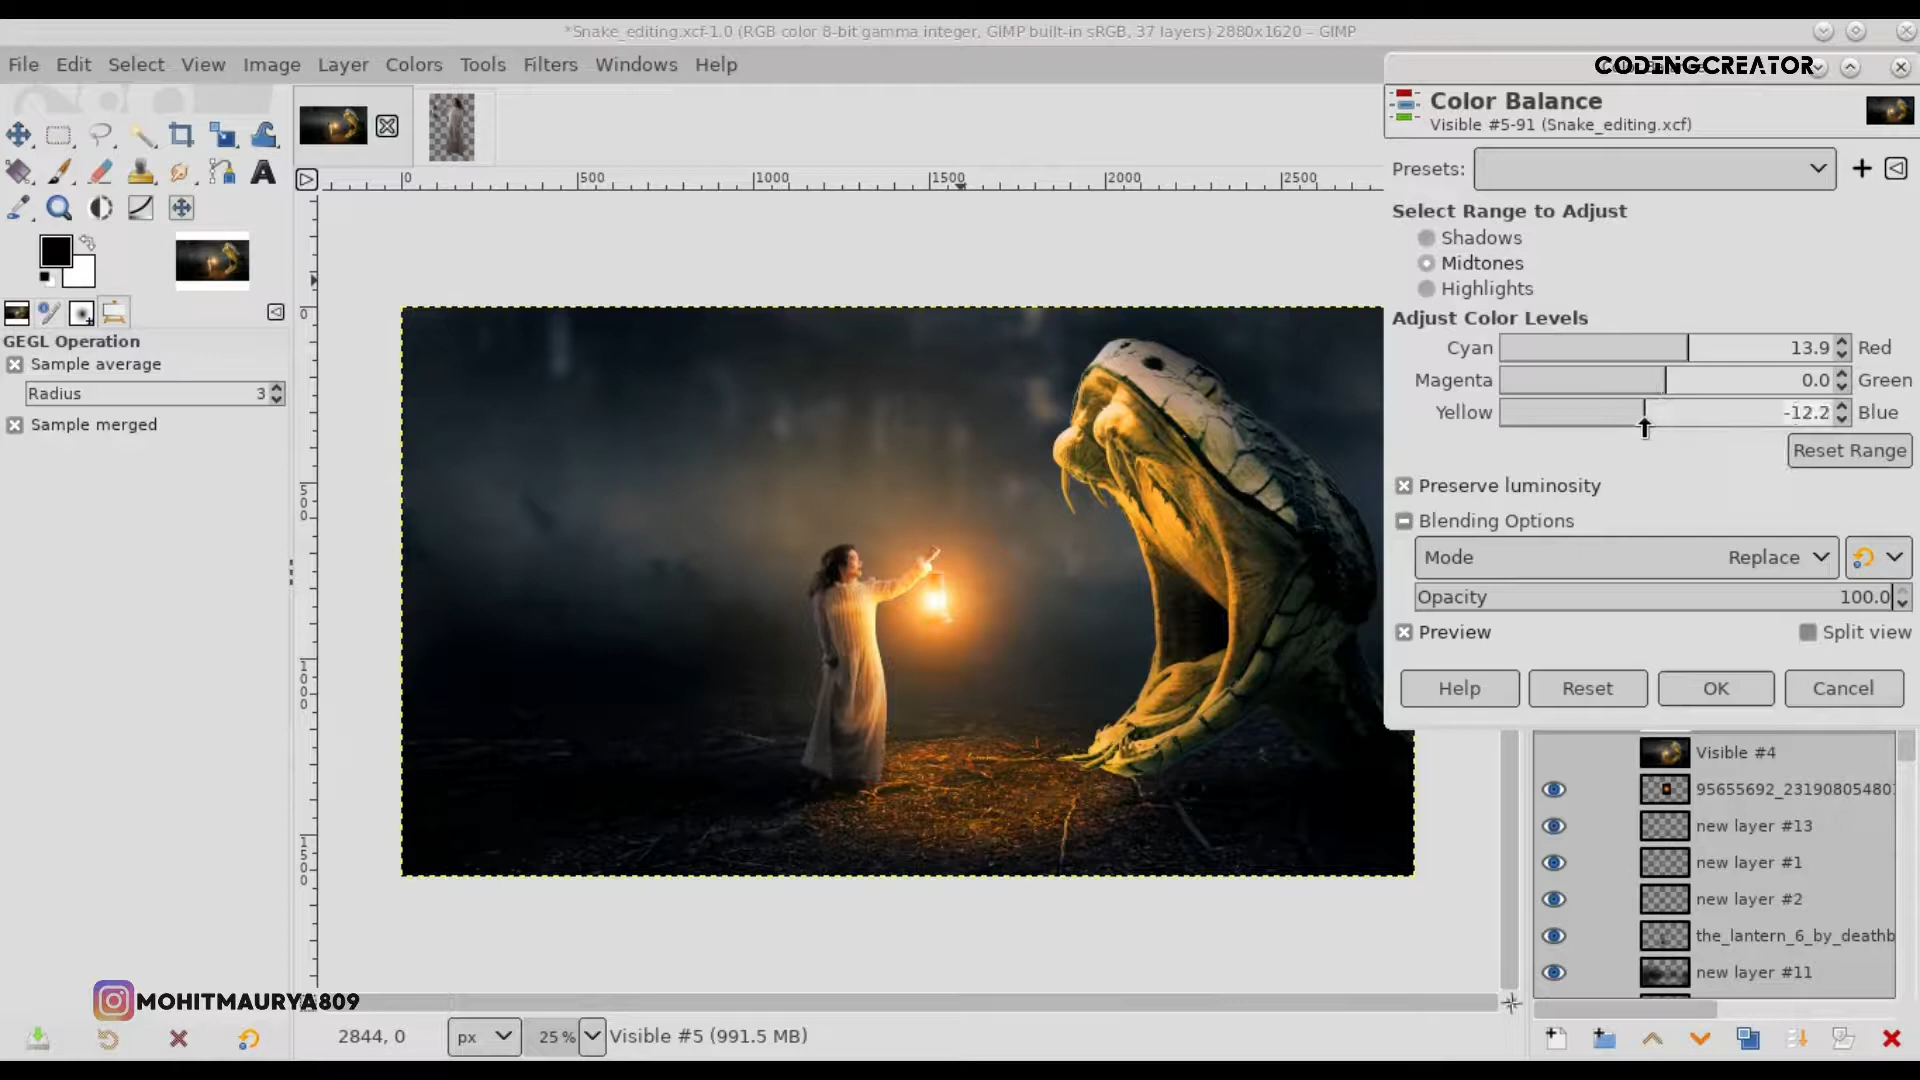 *Snake_editing.xcf-1.0 (RGB color 8-bit gamma integer, GIMP built-in sRGB, 37 layers) 2880x1620 – GIMP
File Edit Select View Image Layer Colors Tools Filters Windows Help
CODINGCREATOR
Color Balance
Visible #5-91 (Snake_editing.xcf)
Presets:
0 500 1000 1500 2000 2500
Select Range to Adjust
Shadows
Midtones
Highlights
Adjust Color Levels
Cyan 13.9 Red
Magenta 0.0 Green
Yellow -12.2 Blue
Reset Range
Preserve luminosity
Blending Options
Mode Replace
Opacity 100.0
Preview Split view
Help Reset OK Cancel
GEGL Operation
Sample average
Radius 3
Sample merged
0
500
1000
1500
Visible #4
95655692_231908054801
new layer #13
new layer #1
new layer #2
the_lantern_6_by_deathb
new layer #11
MOHITMAURYA809
2844, 0 px 25 % Visible #5 (991.5 MB)